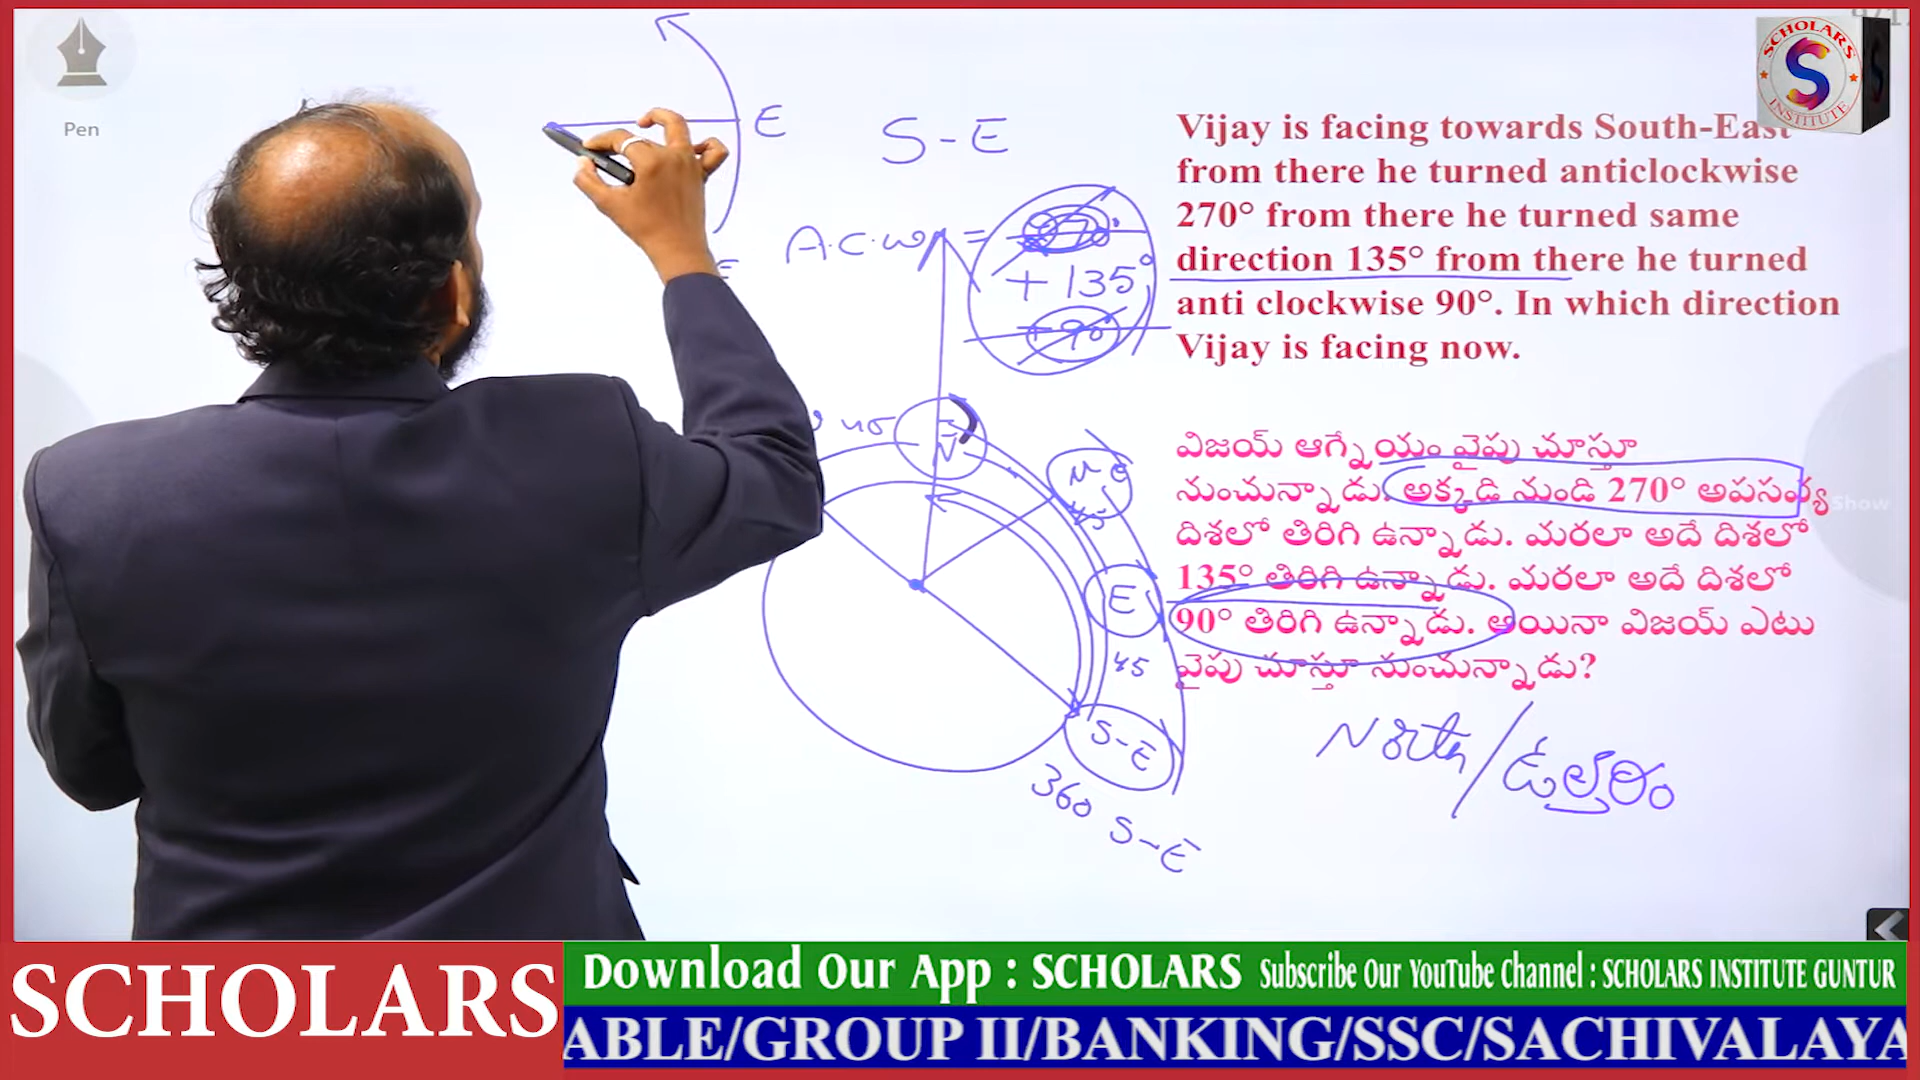 Pen
SCHOLARS
S
INSTITUTE
E
S-E
A.C.W =
+ 135°
+ 90°
Vijay is facing towards South-East
from there he turned anticlockwise
270° from there he turned same
direction 135° from there he turned
anti clockwise 90°. In which direction
Vijay is facing now.
విజయ్ ఆగ్నేయం వైపు చూస్తూ
నుంచున్నాడు. అక్కడి నుండి 270° అపసవ్య
దిశలో తిరిగి ఉన్నాడు. మరలా అదే దిశలో
135° తిరిగి ఉన్నాడు. మరలా అదే దిశలో
90° తిరిగి ఉన్నాడు. అయినా విజయ్ ఎటు
వైపు చూస్తూ నుంచున్నాడు?
Show
45
N
N E
45
E
45
S-E
360 S-E
North/ఉత్తరం
SCHOLARS
Download Our App : SCHOLARS Subscribe Our YouTube Channel : SCHOLARS INSTITUTE GUNTUR
ABLE/GROUP II/BANKING/SSC/SACHIVALAYA